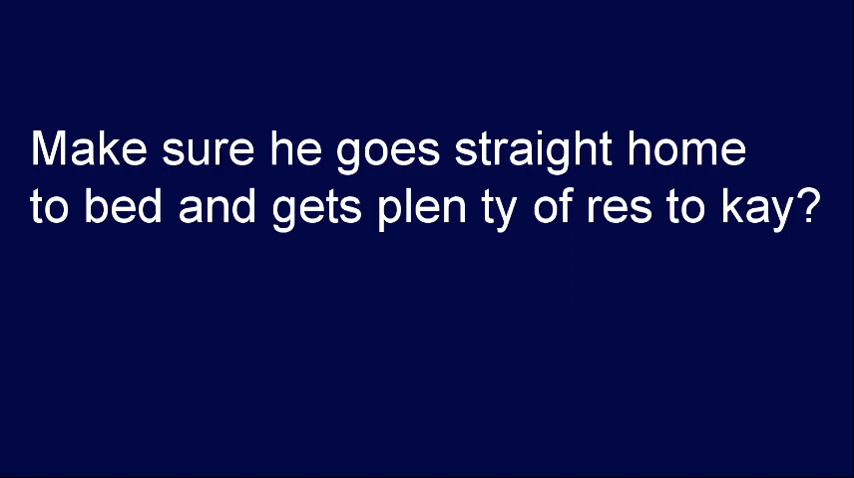 Make sure he goes straight home
to bed and gets plen ty of res to kay?